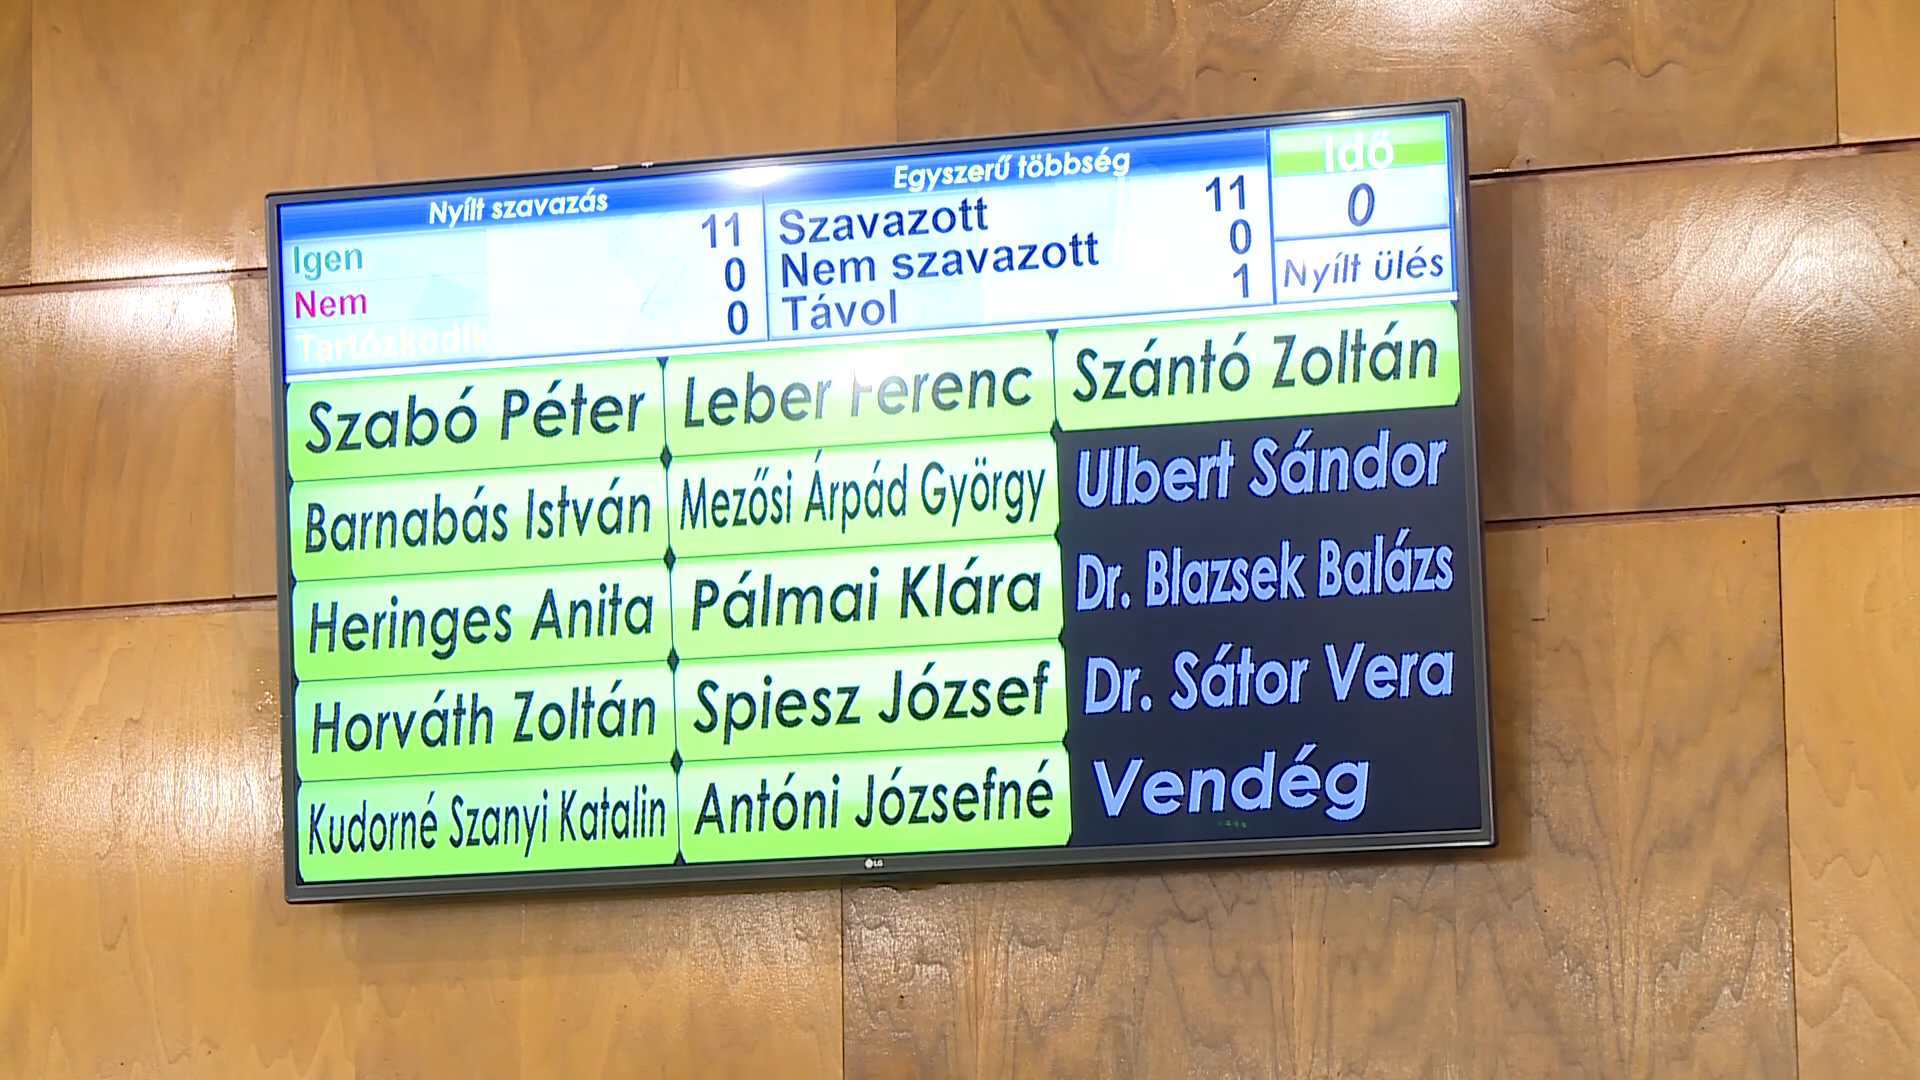 Nyílt szavazás
Igen 11
Nem 0
Tartózkodik 0
Egyszerű többség
Szavazott 11
Nem szavazott 0
Távol 1
Idő
0
Nyílt ülés
Szabó Péter
Barnabás István
Heringes Anita
Horváth Zoltán
Kudorné Szanyi Katalin
Leber Ferenc
Mezősi Árpád György
Pálmai Klára
Spiesz József
Antóni Józsefné
Szántó Zoltán
Ulbert Sándor
Dr. Blazsek Balázs
Dr. Sátor Vera
Vendég
LG